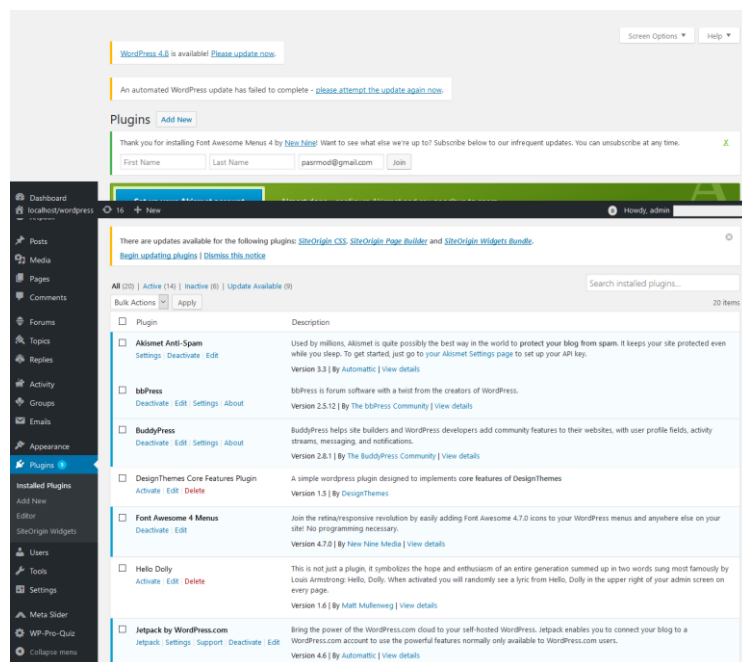 Screen Options ▼ Help ▼
WordPress 4.8 is available! Please update now.
An automated WordPress update has failed to complete - please attempt the update again now.
Plugins Add New
Thank you for installing Font Awesome Menus 4 by New Nine! Want to see what else we're up to? Subscribe below to our infrequent updates. You can unsubscribe at any time. X
First Name Last Name pasrmod@gmail.com Join
Dashboard
localhost/wordpress 16 + New 8 Howdy, admin
Posts
Media
Pages
Comments
Forums
Topics
Replies
Activity
Groups
Emails
Appearance
Plugins 9
Installed Plugins
Add New
Editor
SiteOrigin Widgets
Users
Tools
Settings
Meta Slider
WP-Pro-Quiz
Collapse menu
There are updates available for the following plugins: SiteOrigin CSS, SiteOrigin Page Builder and SiteOrigin Widgets Bundle.
Begin updating plugins | Dismiss this notice
All (20) | Active (14) | Inactive (6) | Update Available (9)
Search installed plugins...
Bulk Actions Apply 20 items
Plugin Description
Akismet Anti-Spam
Settings | Deactivate | Edit
Used by millions, Akismet is quite possibly the best way in the world to protect your blog from spam. It keeps your site protected even
while you sleep. To get started, just go to your Akismet Settings page to set up your API key.
Version 3.3 | By Automattic | View details
bbPress
Deactivate | Edit | Settings | About
bbPress is forum software with a twist from the creators of WordPress.
Version 2.5.12 | By The bbPress Community | View details
BuddyPress
Deactivate | Edit | Settings | About
BuddyPress helps site builders and WordPress developers add community features to their websites, with user profile fields, activity
streams, messaging, and notifications.
Version 2.8.1 | By The BuddyPress Community | View details
DesignThemes Core Features Plugin
Activate | Edit | Delete
A simple wordpress plugin designed to implements core features of DesignThemes
Version 1.5 | By DesignThemes
Font Awesome 4 Menus
Deactivate | Edit
Join the retina/responsive revolution by easily adding Font Awesome 4.7.0 icons to your WordPress menus and anywhere else on your
site! No programming necessary.
Version 4.7.0 | By New Nine Media | View details
Hello Dolly
Activate | Edit | Delete
This is not just a plugin, it symbolizes the hope and enthusiasm of an entire generation summed up in two words sung most famously by
Louis Armstrong: Hello, Dolly. When activated you will randomly see a lyric from Hello, Dolly in the upper right of your admin screen on
every page.
Version 1.6 | By Matt Mullenweg | View details
Jetpack by WordPress.com
Jetpack | Settings | Support | Deactivate | Edit
Bring the power of the WordPress.com cloud to your self-hosted WordPress. Jetpack enables you to connect your blog to a
WordPress.com account to use the powerful features normally only available to WordPress.com users.
Version 4.6 | By Automattic | View details